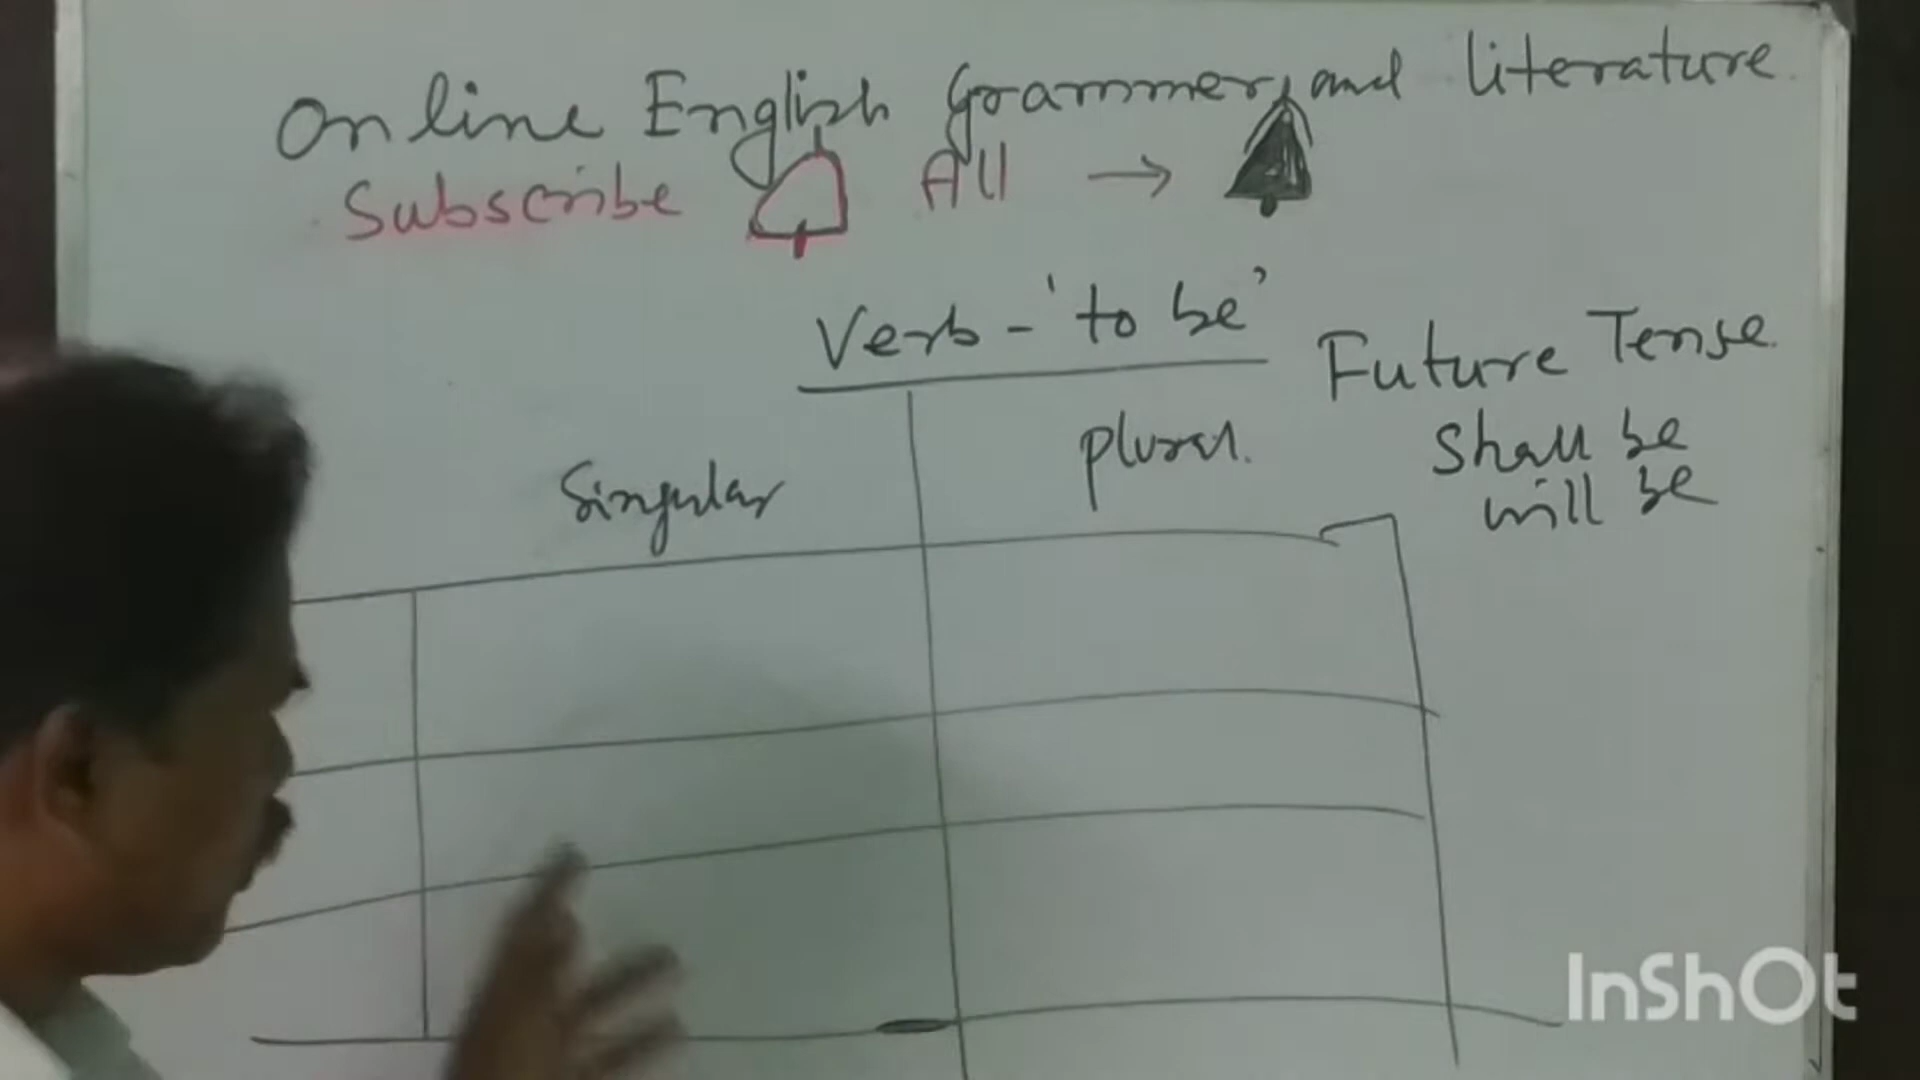 Online English Grammer and literature
Subscribe All →
Verb - 'to be'
Future Tense
Singular
plural.
shall be
will be
InShOt